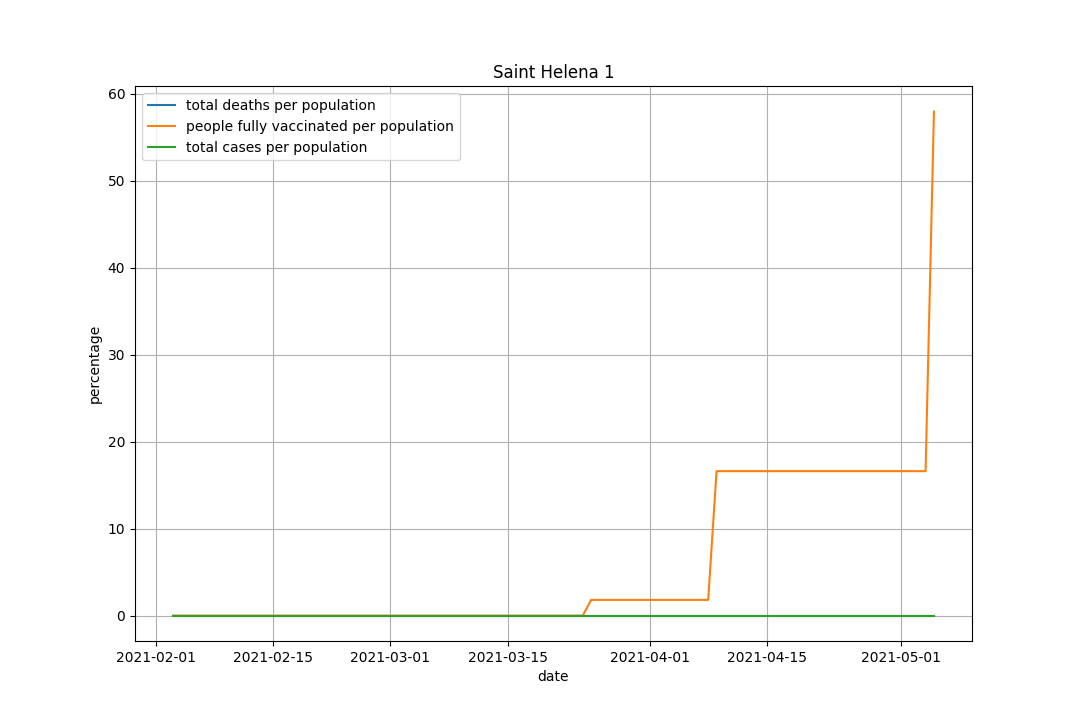 Saint Helena 1
total deaths per population
people fully vaccinated per population
total cases per population
60
50
40
30
20
10
0
percentage
2021-02-01 2021-02-15 2021-03-01 2021-03-15 2021-04-01 2021-04-15 2021-05-01
date